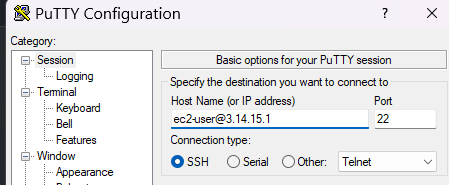 PuTTY Configuration ? ×
Category:
Session
Logging
Terminal
Keyboard
Bell
Features
Window
Appearance
Basic options for your PuTTY session
Specify the destination you want to connect to
Host Name (or IP address) Port
ec2-user@3.14.15.1 22
Connection type:
SSH Serial Other: Telnet